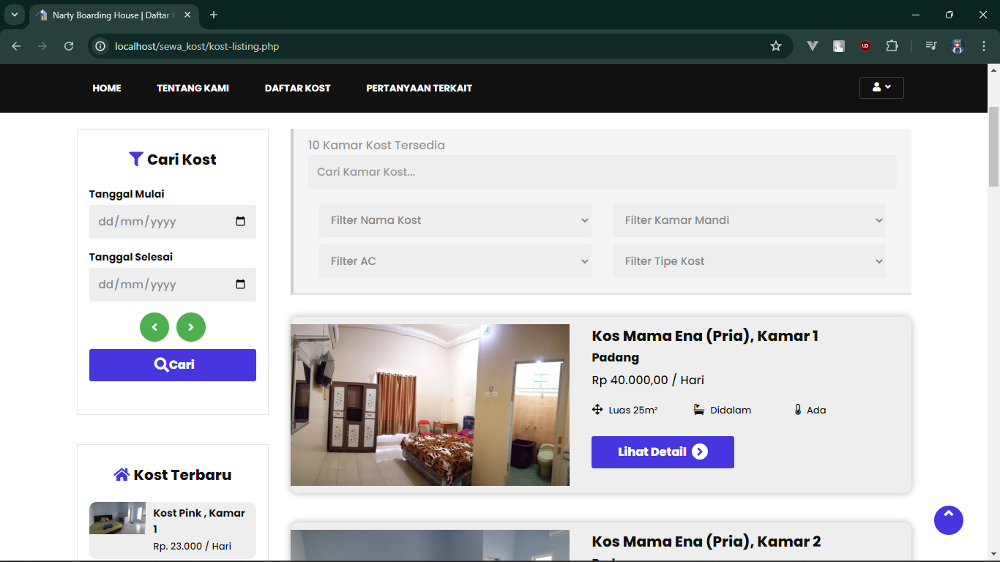 Narty Boarding House | Daftar
localhost/sewa_kost/kost-listing.php
HOME
TENTANG KAMI
DAFTAR KOST
PERTANYAAN TERKAIT
Cari Kost
Tanggal Mulai
dd/mm/yyyy
Tanggal Selesai
dd/mm/yyyy
Cari
Kost Terbaru
Kost Pink , Kamar
1
Rp. 23.000 / Hari
10 Kamar Kost Tersedia
Cari Kamar Kost...
Filter Nama Kost
Filter Kamar Mandi
Filter AC
Filter Tipe Kost
Kos Mama Ena (Pria), Kamar 1
Padang
Rp 40.000,00 / Hari
Luas 25m²
Didalam
Ada
Lihat Detail
Kos Mama Ena (Pria), Kamar 2